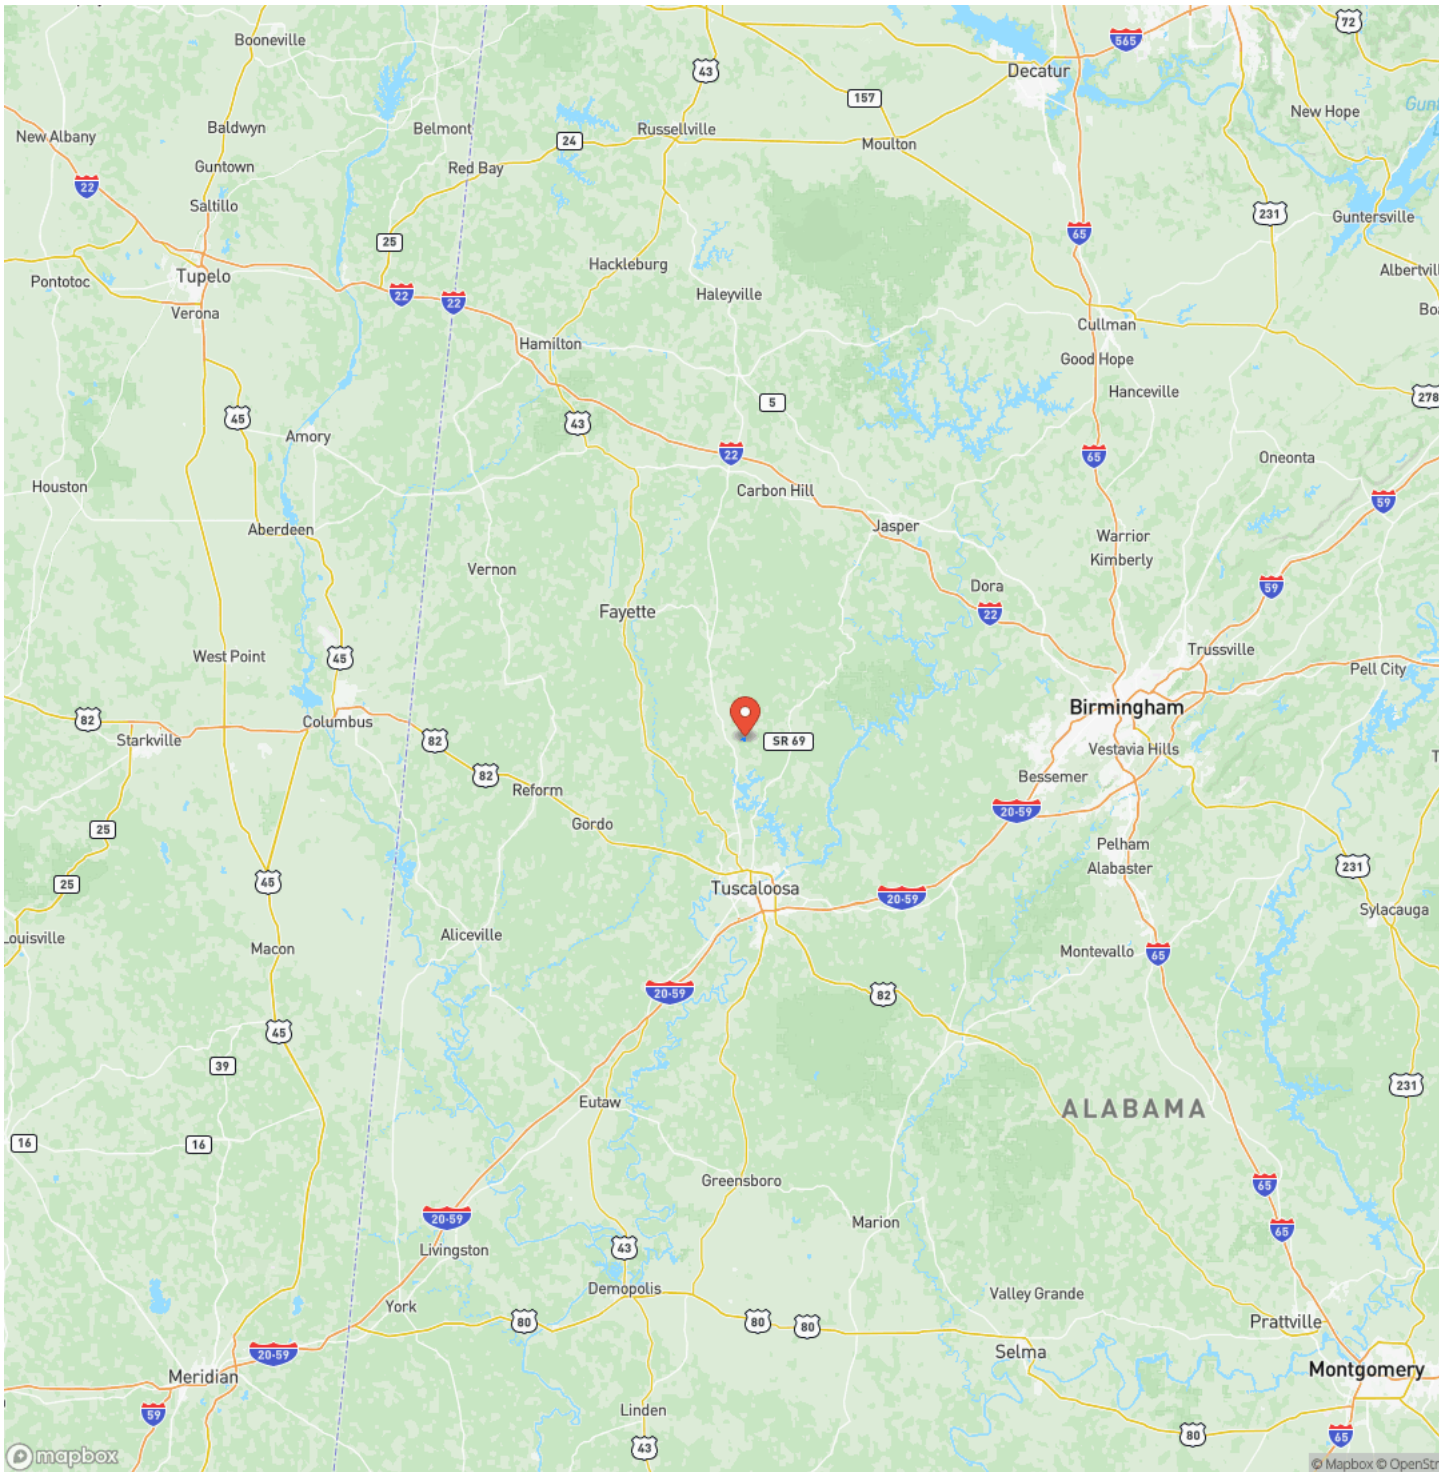 Booneville
72
565
43
Decatur
157
New Hope
New Albany
Baldwyn
Belmont
Russellville
24
Moulton
Guntown
Red Bay
22
Saltillo
231
Guntersville
65
25
Hackleburg
Tupelo
Pontotoc
Haleyville
22
22
Verona
Cullman
Hamilton
Good Hope
Hanceville
5
278
45
43
Amory
22
65
Oneonta
Houston
Carbon Hill
59
Aberdeen
Jasper
Warrior
Kimberly
Vernon
Dora
59
Fayette
22
45
West Point
Trussville
Pell City
Birmingham
82
Columbus
Starkville
82
SR 69
Vestavia Hills
82
Bessemer
Reform
20-59
Gordo
25
Pelham
Alabaster
231
45
25
Tuscaloosa
20-59
Sylacauga
Louisville
Aliceville
Macon
Montevallo
65
20-59
82
45
39
231
Eutaw
ALABAMA
16
16
Greensboro
65
20-59
Marion
65
Livingston
43
Demopolis
Valley Grande
York
80
80
80
Prattville
20-59
Selma
Meridian
Montgomery
59
Linden
80
65
43
mapbox
© Mapbox © OpenStr